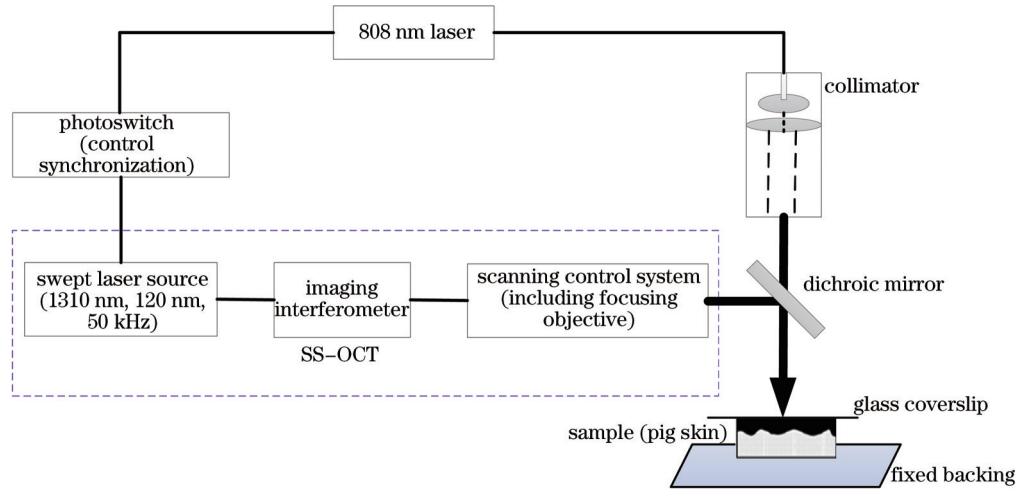 808 nm laser
collimator
photoswitch
(control
synchronization)
swept laser source
(1310 nm, 120 nm,
50 kHz)
imaging
interferometer
scanning control system
(including focusing
objective)
dichroic mirror
SS-OCT
glass coverslip
sample (pig skin)
fixed backing